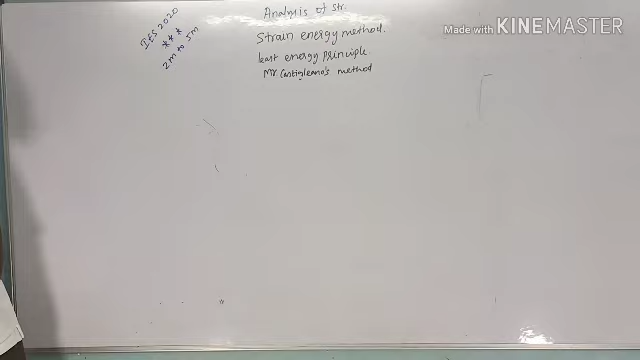 IES 2020
***
2M to 5M
Analysis of Str.
Strain energy method.
least energy principle.
Mr. Castigleano's method
Made with KINEMASTER